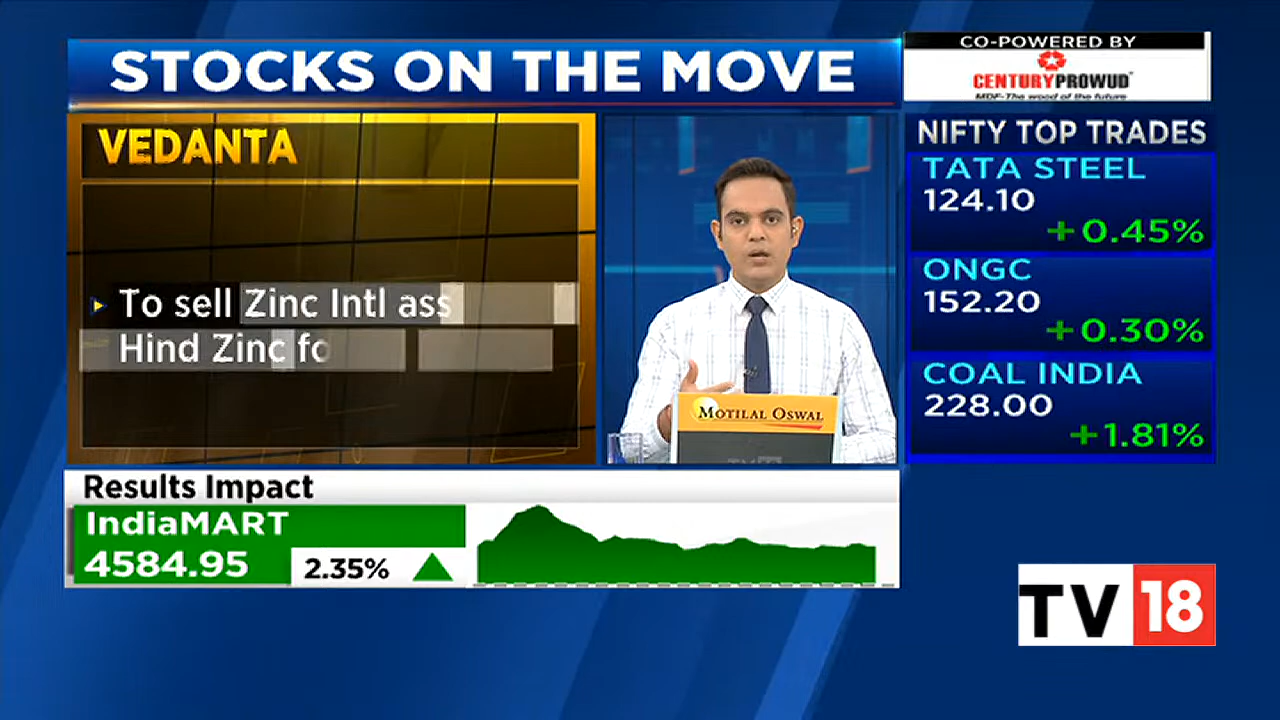 STOCKS ON THE MOVE
CO-POWERED BY
CENTURYPROWUD
MDF-The wood of the future
VEDANTA
To sell Zinc Intl ass
Hind Zinc fo
MOTILAL OSWAL
NIFTY TOP TRADES
TATA STEEL
124.10
+0.45%
ONGC
152.20
+0.30%
COAL INDIA
228.00
+1.81%
Results Impact
IndiaMART
4584.95
2.35%
TV18